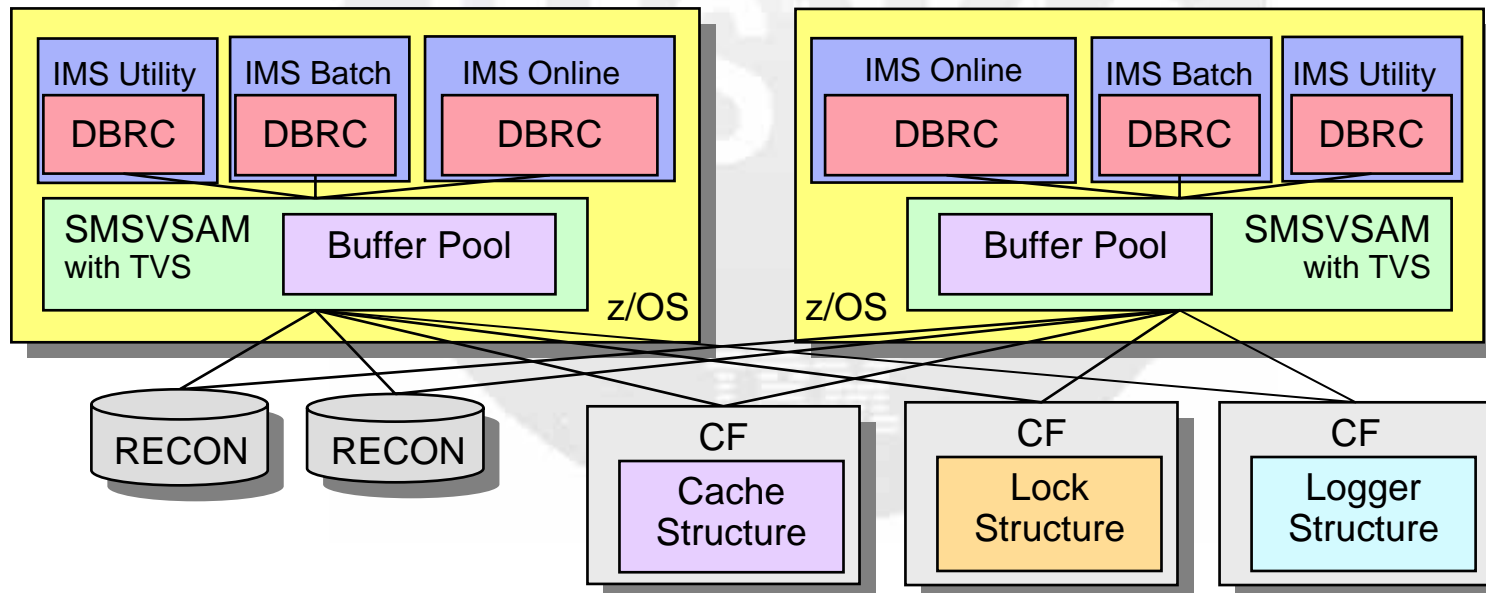 IMS Utility IMS Batch IMS Online
DBRC DBRC DBRC
SMSVSAM
with TVS
Buffer Pool
z/OS
IMS Online IMS Batch IMS Utility
DBRC DBRC DBRC
Buffer Pool
SMSVSAM
with TVS
z/OS
RECON RECON
CF
Cache
Structure
CF
Lock
Structure
CF
Logger
Structure